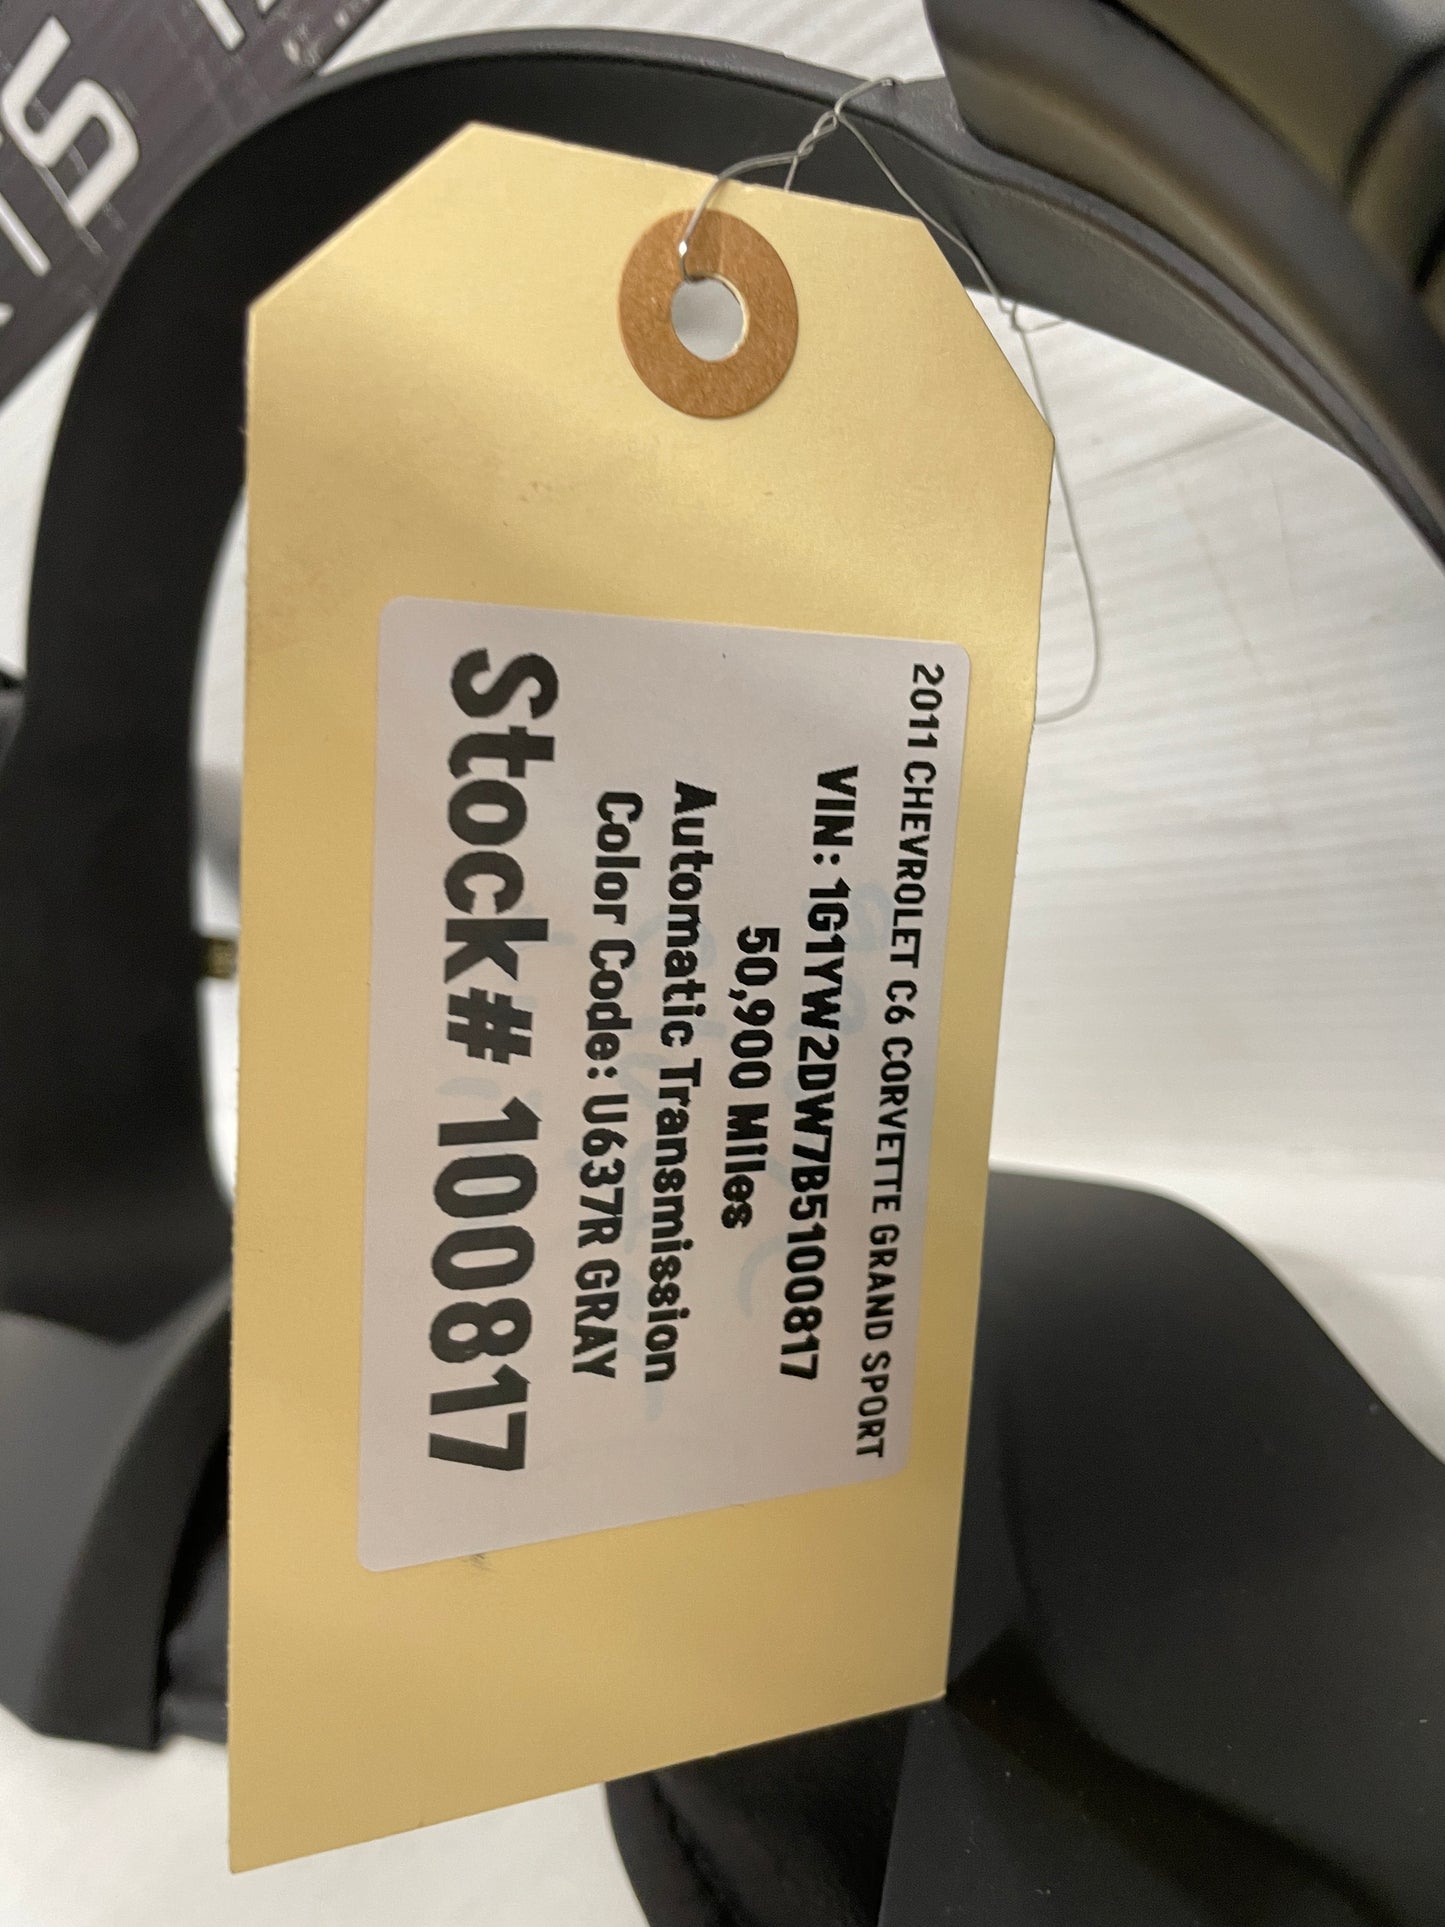 2011 CHEVROLET C6 CORVETTE GRAND SPORT
VIN: 1G1YW2DW7B5100817
50,900 Miles
Automatic Transmission
Color Code: U637R GRAY
Stock# 100817